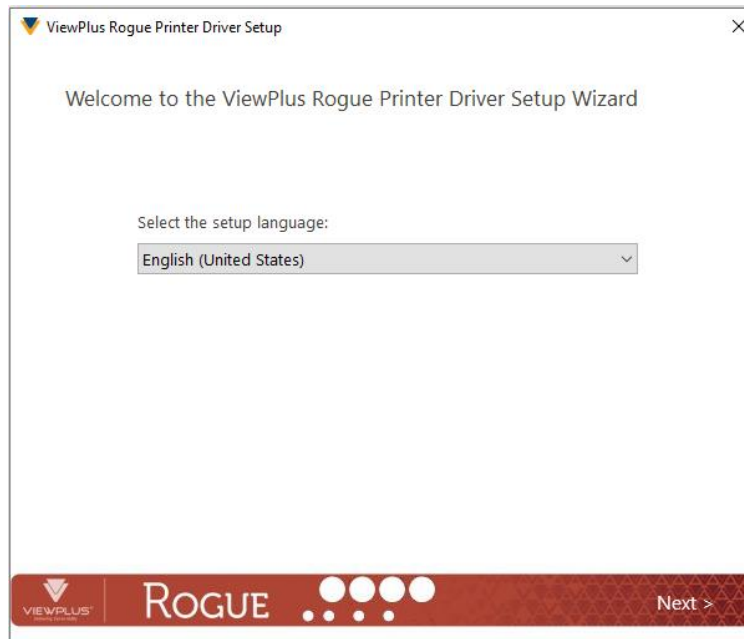 ViewPlus Rogue Printer Driver Setup
Welcome to the ViewPlus Rogue Printer Driver Setup Wizard
Select the setup language:
English (United States)
VIEWPLUS
ROGUE
Next >